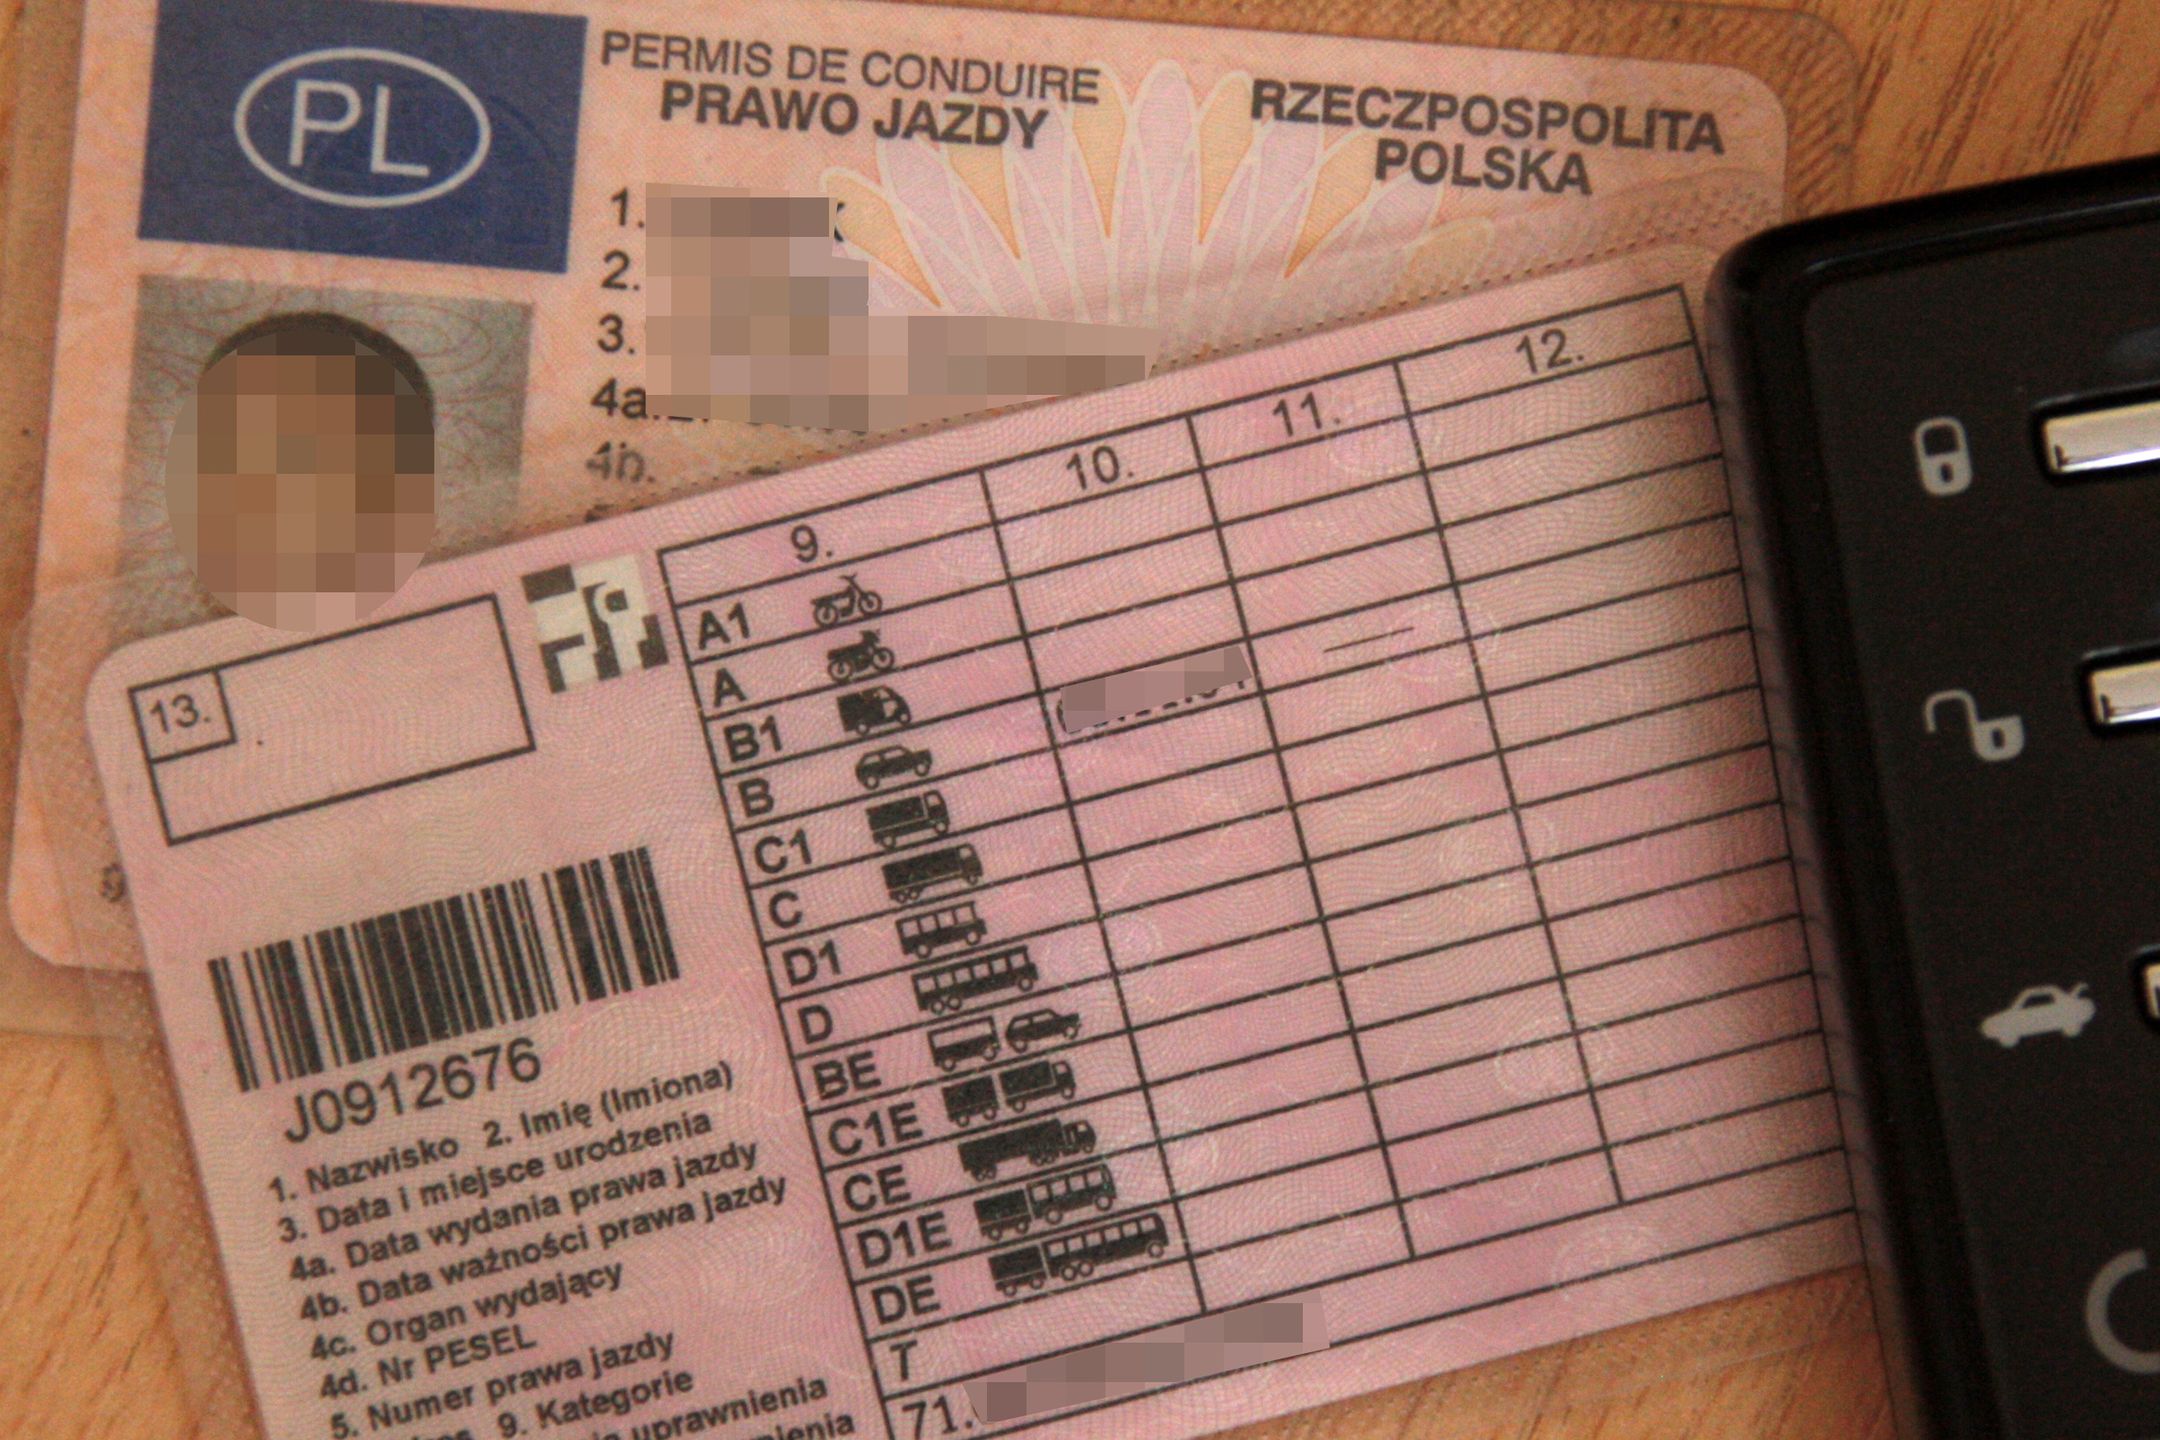 PL
PERMIS DE CONDUIRE
PRAWO JAZDY
RZECZPOSPOLITA
POLSKA
1.
2.
3.
4a.
4b.
13.
J0912676
1. Nazwisko 2. Imię (Imiona)
3. Data i miejsce urodzenia
4a. Data wydania prawa jazdy
4b. Data ważności prawa jazdy
4c. Organ wydający
4d. Nr PESEL
5. Numer prawa jazdy
9. Kategorie
uprawnienia
9. 10. 11. 12.
A1
A
B1
B
C1
C
D1
D
BE
C1E
CE
D1E
DE
T
71.